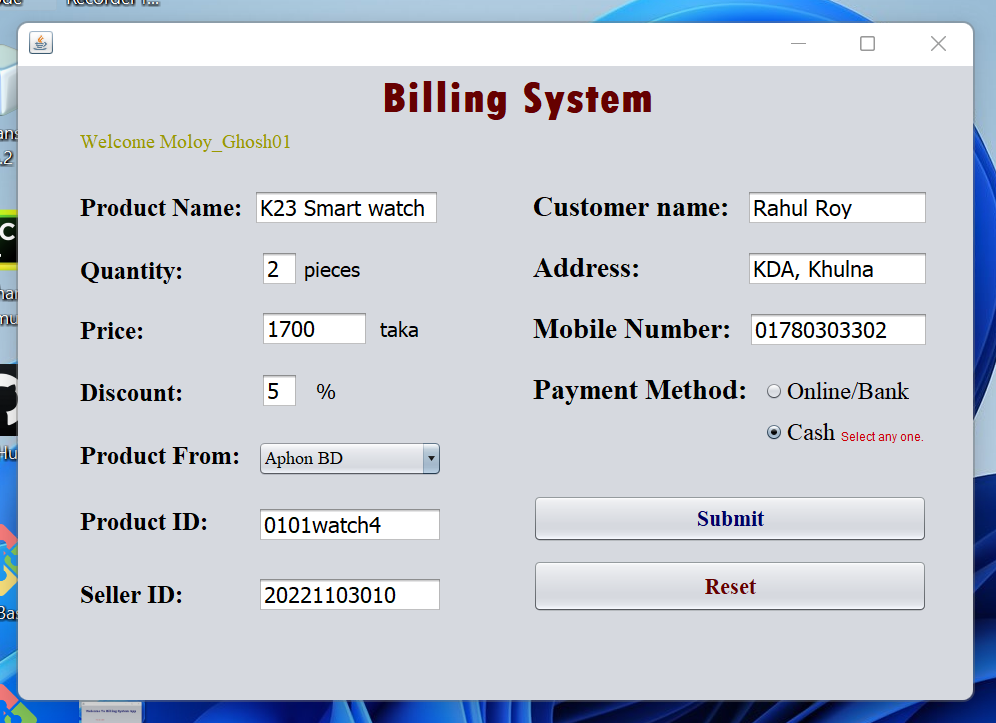 Billing System
Welcome Moloy_Ghosh01
Product Name: K23 Smart watch
Quantity: 2 pieces
Price: 1700 taka
Discount: 5 %
Product From: Aphon BD
Product ID: 0101watch4
Seller ID: 20221103010
Customer name: Rahul Roy
Address: KDA, Khulna
Mobile Number: 01780303302
Payment Method: Online/Bank
Cash Select any one.
Submit
Reset